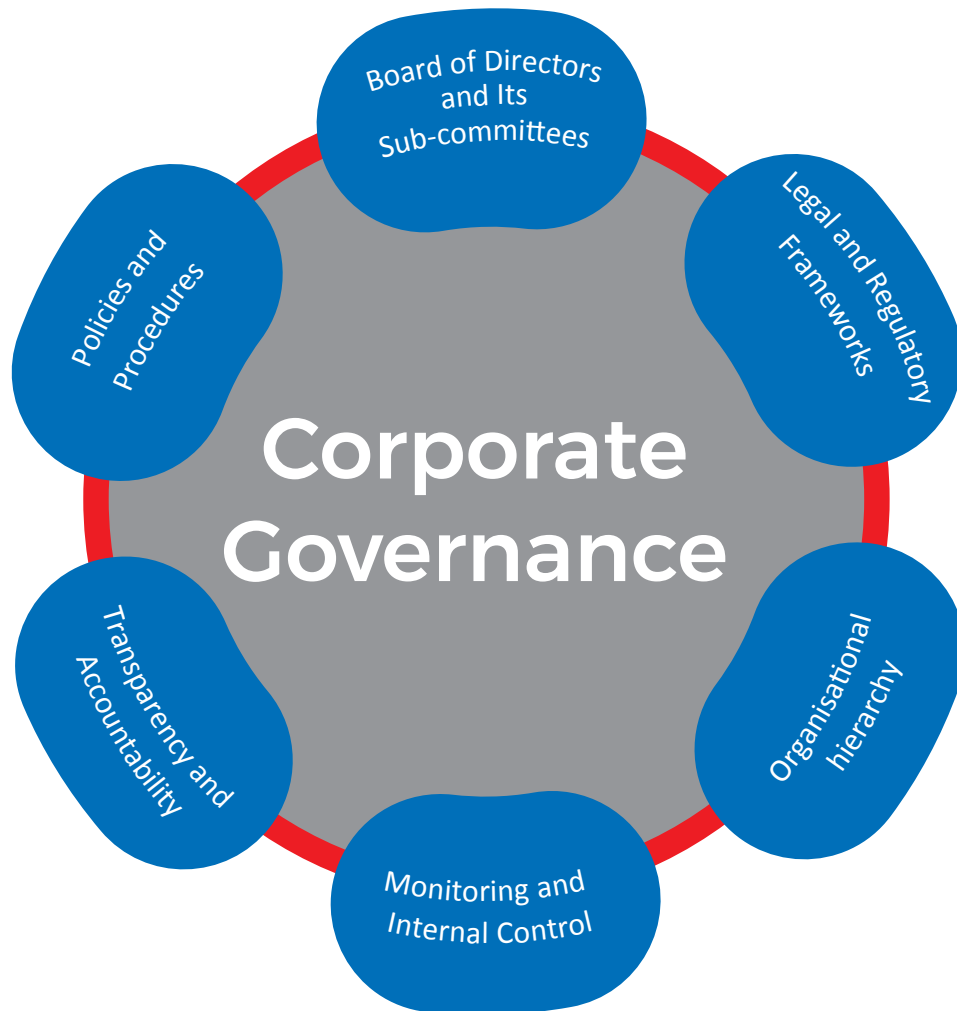 Board of Directors
and Its
Sub-committees
Legal and Regulatory
Frameworks
Organisational
hierarchy
Monitoring and
Internal Control
Transparency and
Accountability
Policies and
Procedures
Corporate
Governance